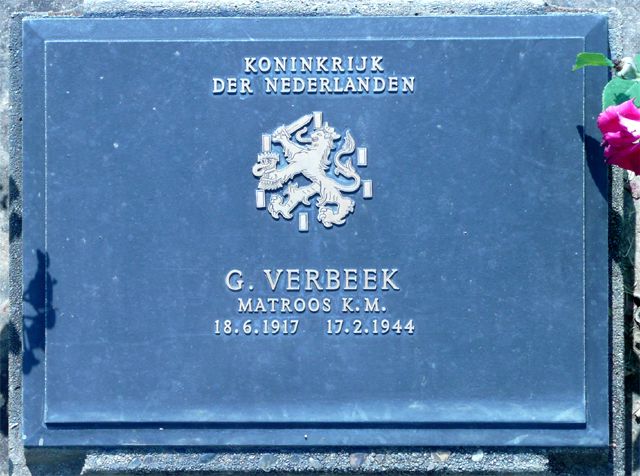 KONINKRIJK
DER NEDERLANDEN
G. VERBEEK
MATROOS K.M.
18.6.1917 17.2.1944